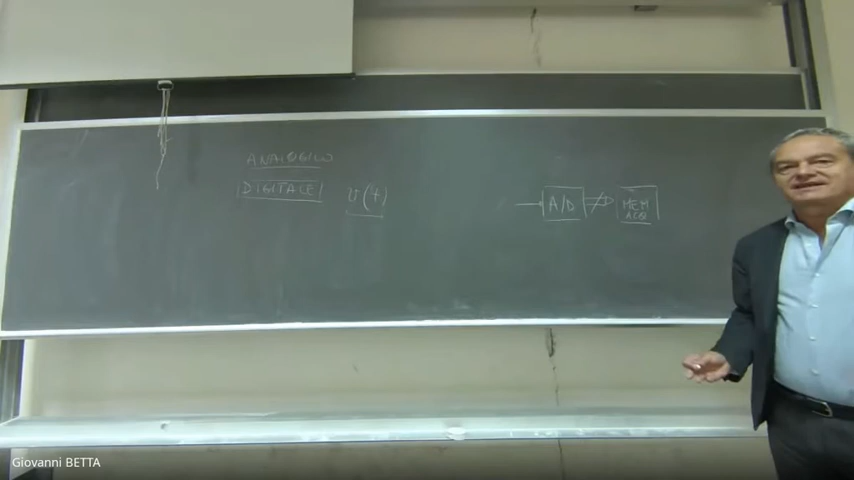 ANALOGICO
DIGITALE v(t)
A/D
MEM
ACQ
Giovanni BETTA